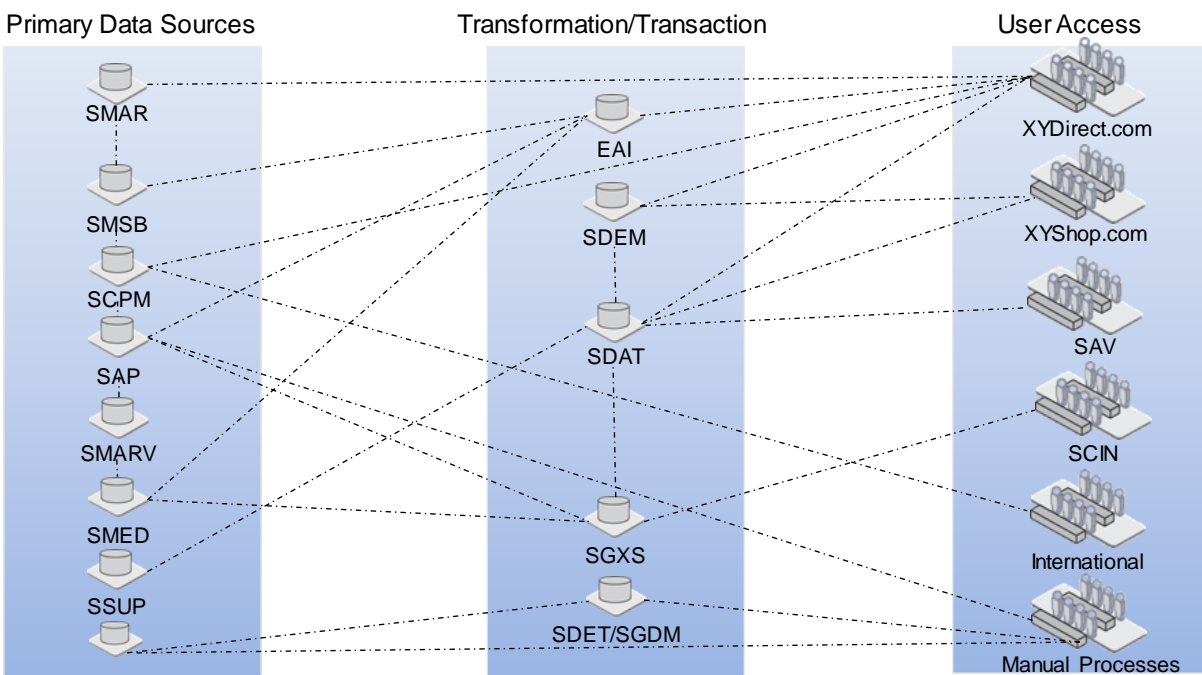 Primary Data Sources
Transformation/Transaction
User Access
SMAR
SMSB
SCPM
SAP
SMARV
SMED
SSUP
EAI
SDEM
SDAT
SGXS
SDET/SGDM
XYDirect.com
XYShop.com
SAV
SCIN
International
Manual Processes